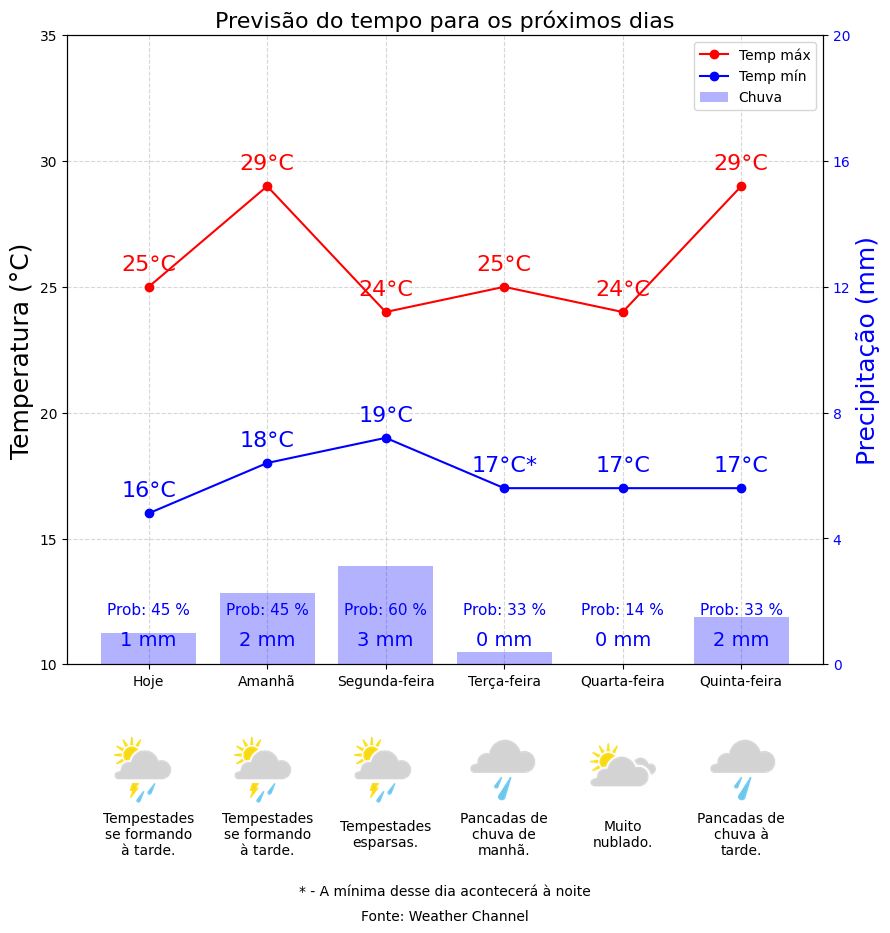 Previsão do tempo para os próximos dias
Temperatura (°C)
Precipitação (mm)
35
30
25
20
15
10
20
16
12
8
4
0
Temp máx
Temp mín
Chuva
25°C
29°C
24°C
25°C
24°C
29°C
16°C
18°C
19°C
17°C*
17°C
17°C
Prob: 45 %
Prob: 45 %
Prob: 60 %
Prob: 33 %
Prob: 14 %
Prob: 33 %
1 mm
2 mm
3 mm
0 mm
0 mm
2 mm
Hoje
Amanhã
Segunda-feira
Terça-feira
Quarta-feira
Quinta-feira
Tempestades
se formando
à tarde.
Tempestades
se formando
à tarde.
Tempestades
esparsas.
Pancadas de
chuva de
manhã.
Muito
nublado.
Pancadas de
chuva à
tarde.
* - A mínima desse dia acontecerá à noite
Fonte: Weather Channel